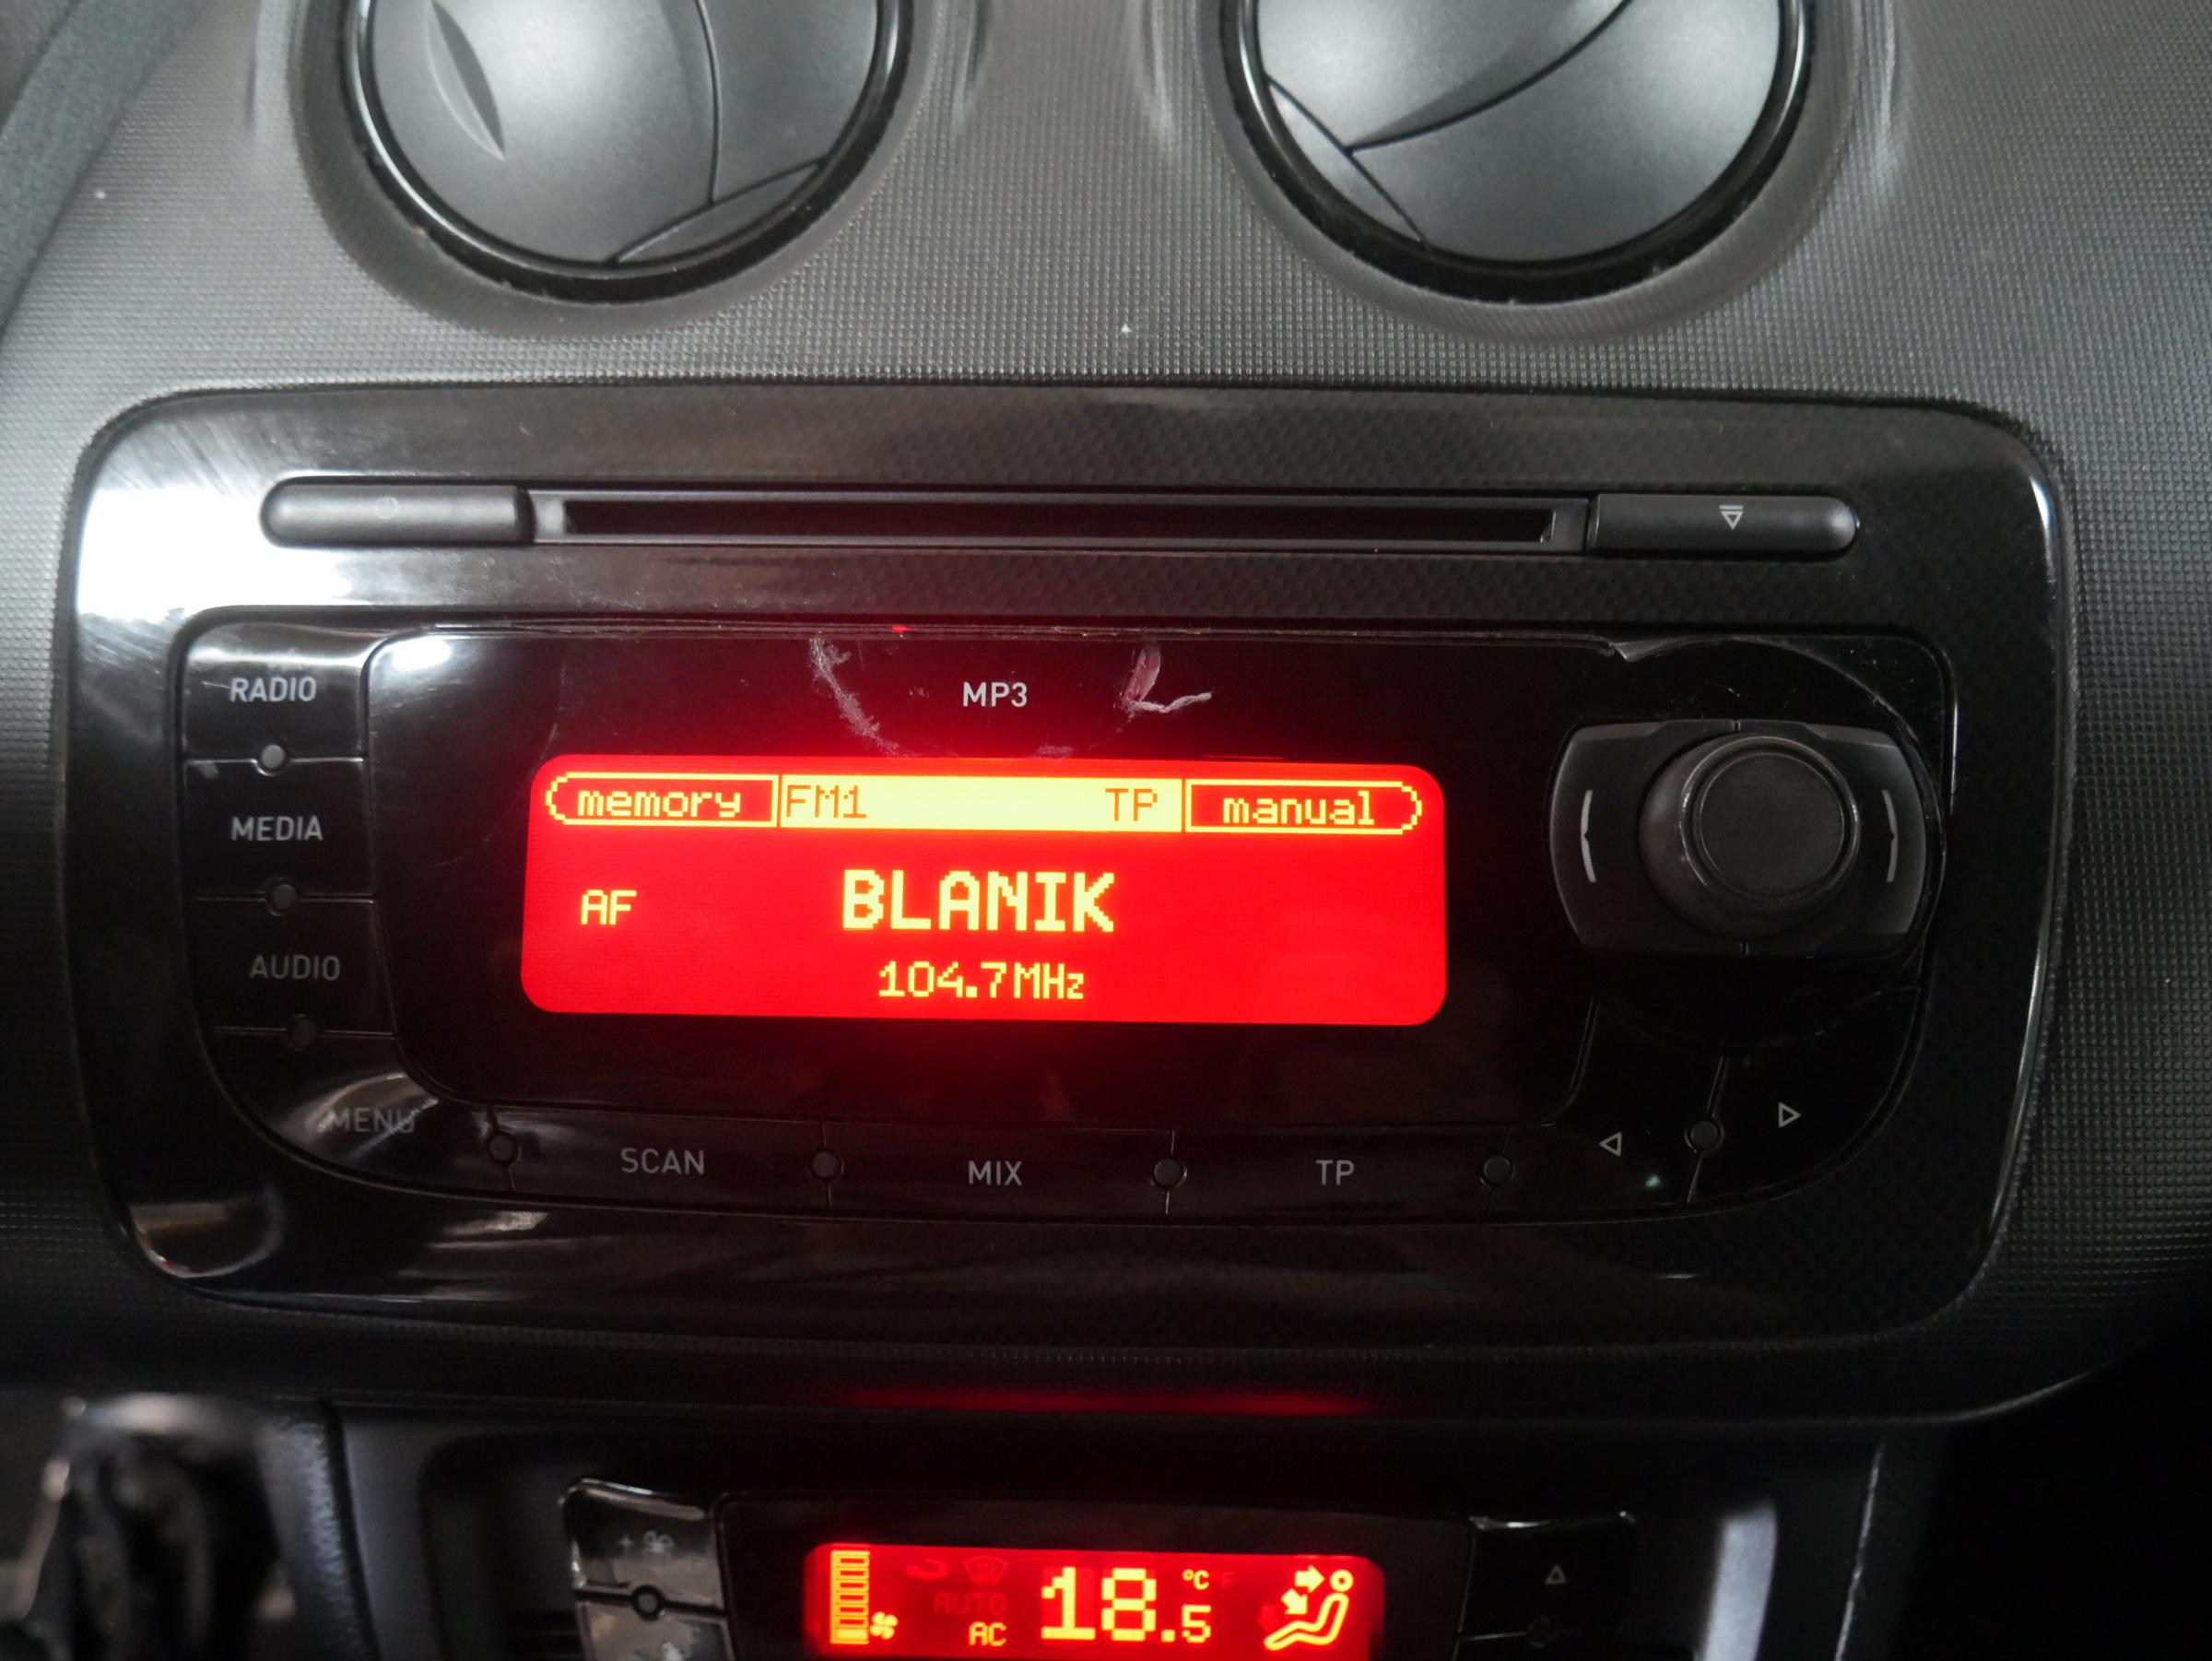 RADIO
MEDIA
AUDIO
MENU
MP3
memory FM1 TP manual
AF BLANIK
104.7MHz
SCAN MIX TP
AUTO
AC 18.5 °C F